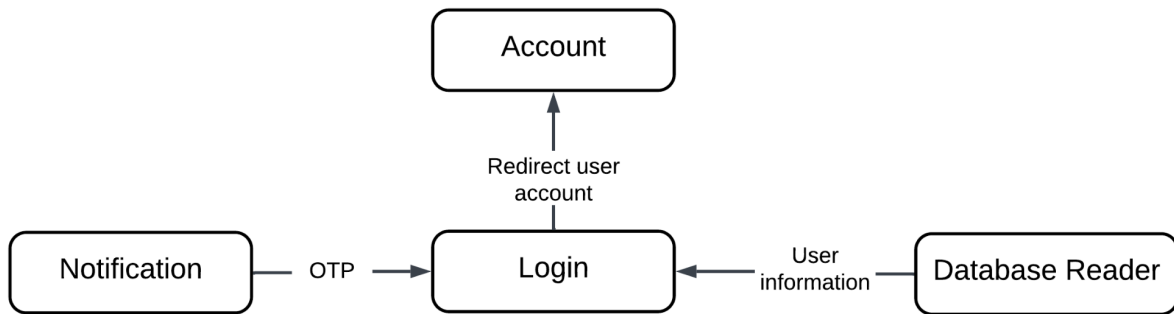 Account
Redirect user
account
Notification
OTP
Login
User
information
Database Reader